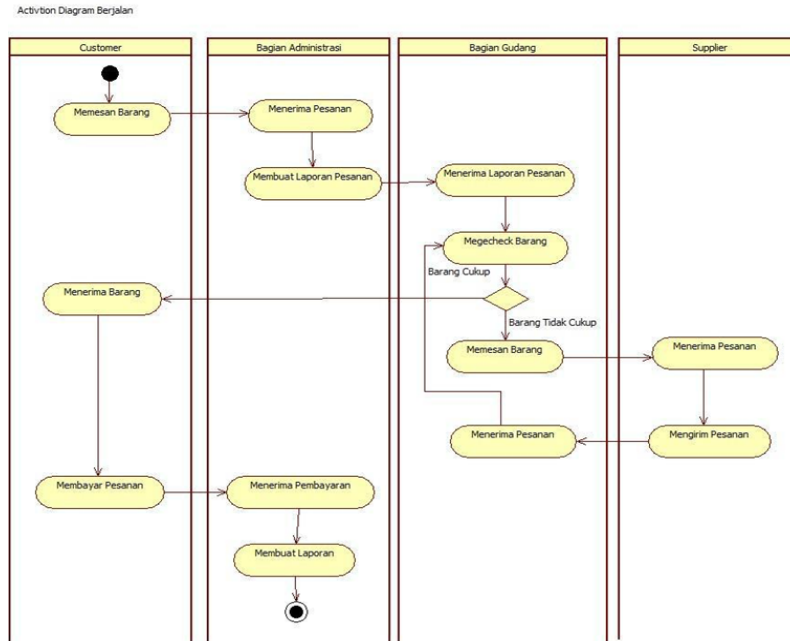 Activtion Diagram Berjalan
Customer
Bagian Administrasi
Bagian Gudang
Supplier
Memesan Barang
Menerima Pesanan
Membuat Laporan Pesanan
Menerima Laporan Pesanan
Megecheck Barang
Barang Cukup
Menerima Barang
Barang Tidak Cukup
Memesan Barang
Menerima Pesanan
Menerima Pesanan
Mengirim Pesanan
Membayar Pesanan
Menerima Pembayaran
Membuat Laporan